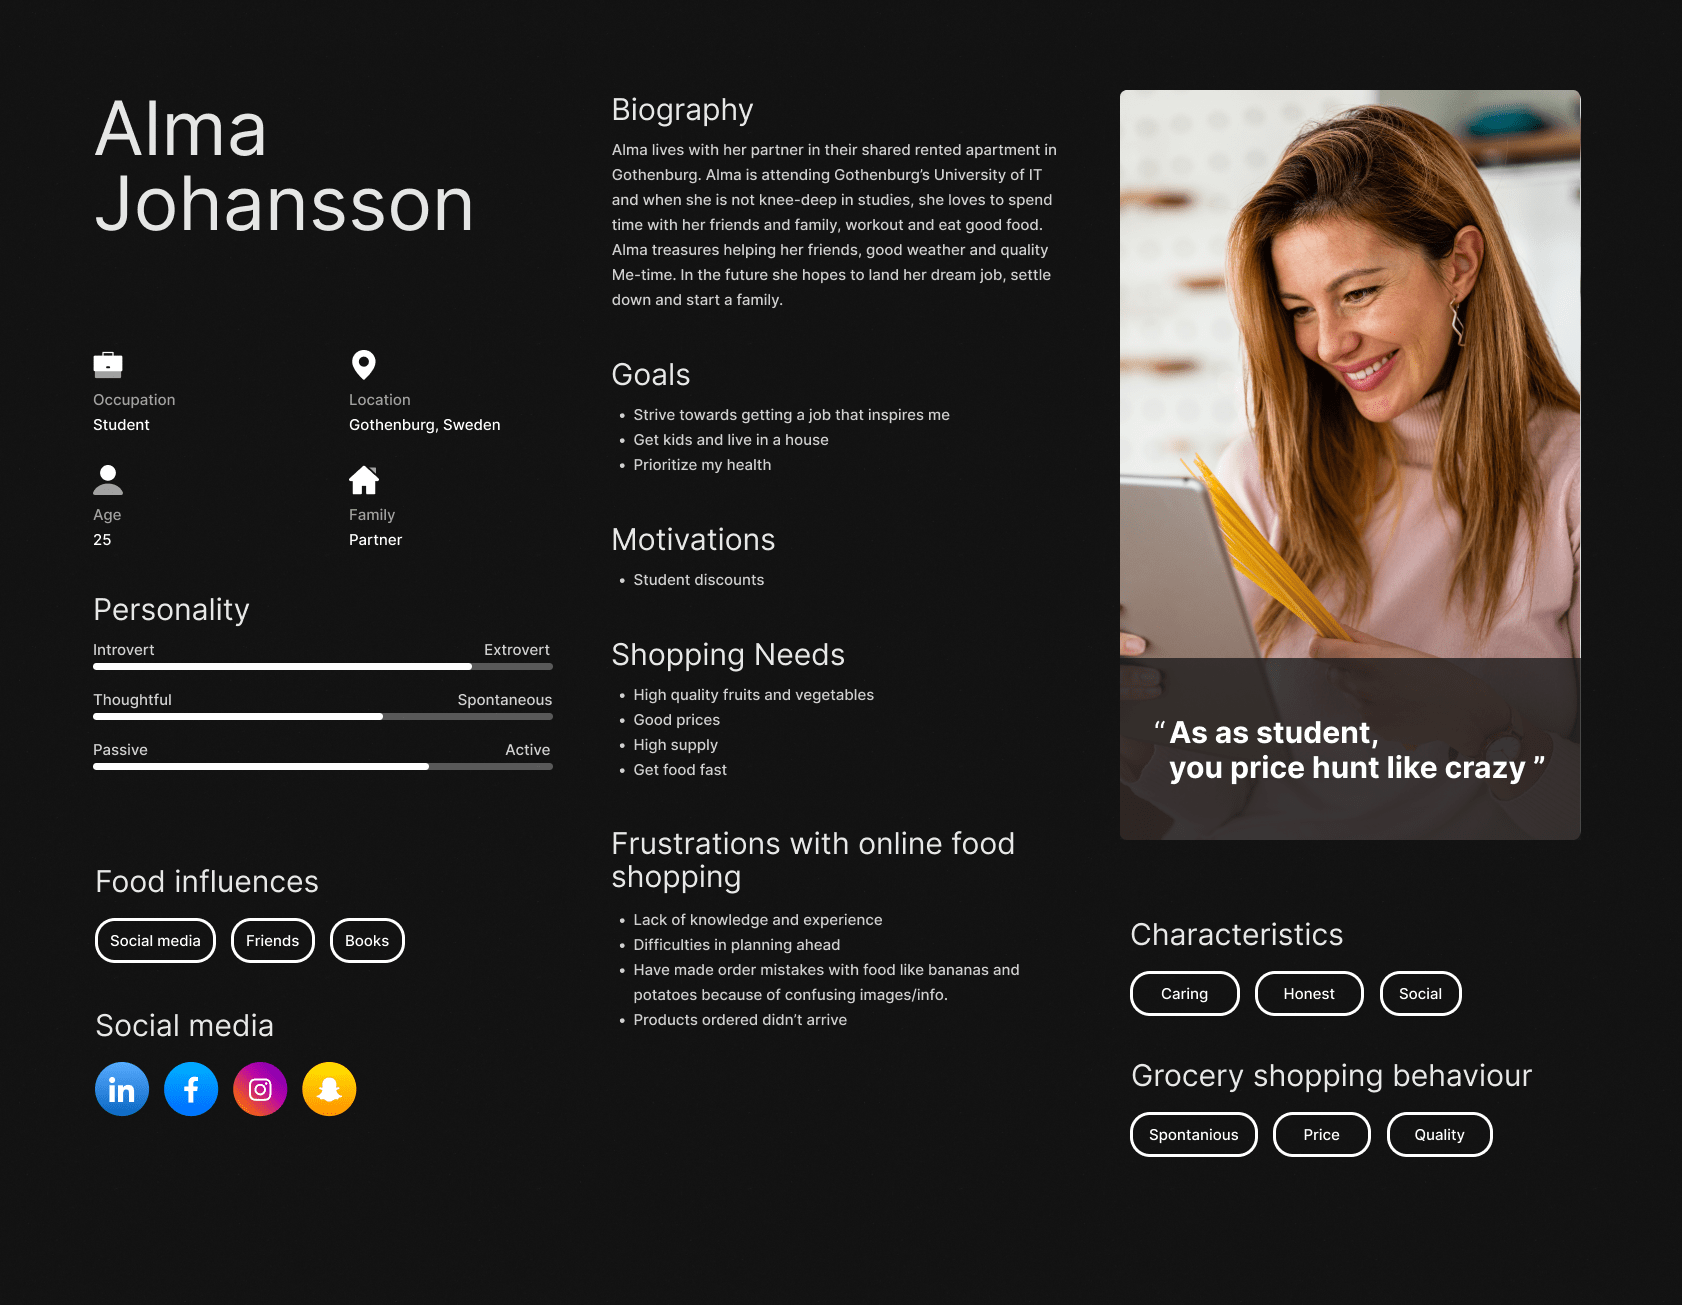 Alma
Johansson
Occupation
Student
Location
Gothenburg, Sweden
Age
25
Family
Partner
Personality
Introvert Extrovert
Thoughtful Spontaneous
Passive Active
Food influences
Social media Friends Books
Social media
in f
Biography
Alma lives with her partner in their shared rented apartment in
Gothenburg. Alma is attending Gothenburg’s University of IT
and when she is not knee-deep in studies, she loves to spend
time with her friends and family, workout and eat good food.
Alma treasures helping her friends, good weather and quality
Me-time. In the future she hopes to land her dream job, settle
down and start a family.
Goals
• Strive towards getting a job that inspires me
• Get kids and live in a house
• Prioritize my health
Motivations
• Student discounts
Shopping Needs
• High quality fruits and vegetables
• Good prices
• High supply
• Get food fast
Frustrations with online food
shopping
• Lack of knowledge and experience
• Difficulties in planning ahead
• Have made order mistakes with food like bananas and
potatoes because of confusing images/info.
• Products ordered didn’t arrive
“ As as student,
you price hunt like crazy ”
Characteristics
Caring Honest Social
Grocery shopping behaviour
Spontanious Price Quality